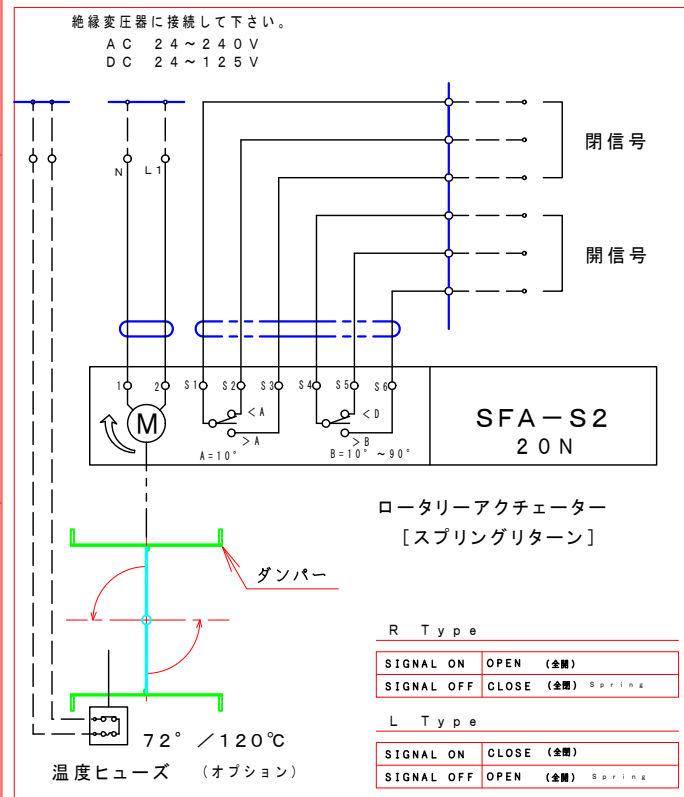 絶縁変圧器に接続して下さい。
AC 24~240V
DC 24~125V
N L1
閉信号
開信号
1 2 S1 S2 S3 S4 S5 S6
M
<A
>A
A=10°
<D
>B
B=10° ~90°
SFA-S2
20N
ロータリーアクチェーター
[スプリングリターン]
ダンパー
R Type
SIGNAL ON OPEN (全開)
SIGNAL OFF CLOSE (全閉) Spring
L Type
SIGNAL ON CLOSE (全閉)
SIGNAL OFF OPEN (全開) Spring
72° /120℃
温度ヒューズ (オプション)